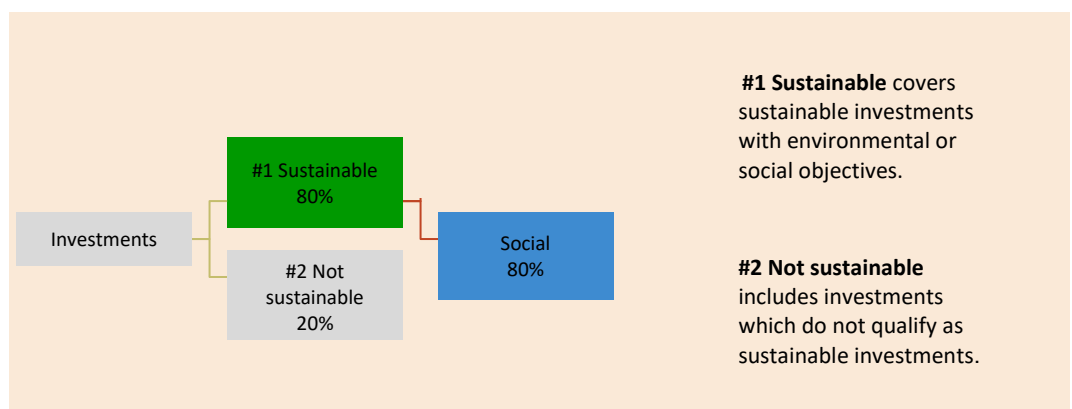 Investments
#1 Sustainable
80%
#2 Not
sustainable
20%
Social
80%
#1 Sustainable covers
sustainable investments
with environmental or
social objectives.
#2 Not sustainable
includes investments
which do not qualify as
sustainable investments.